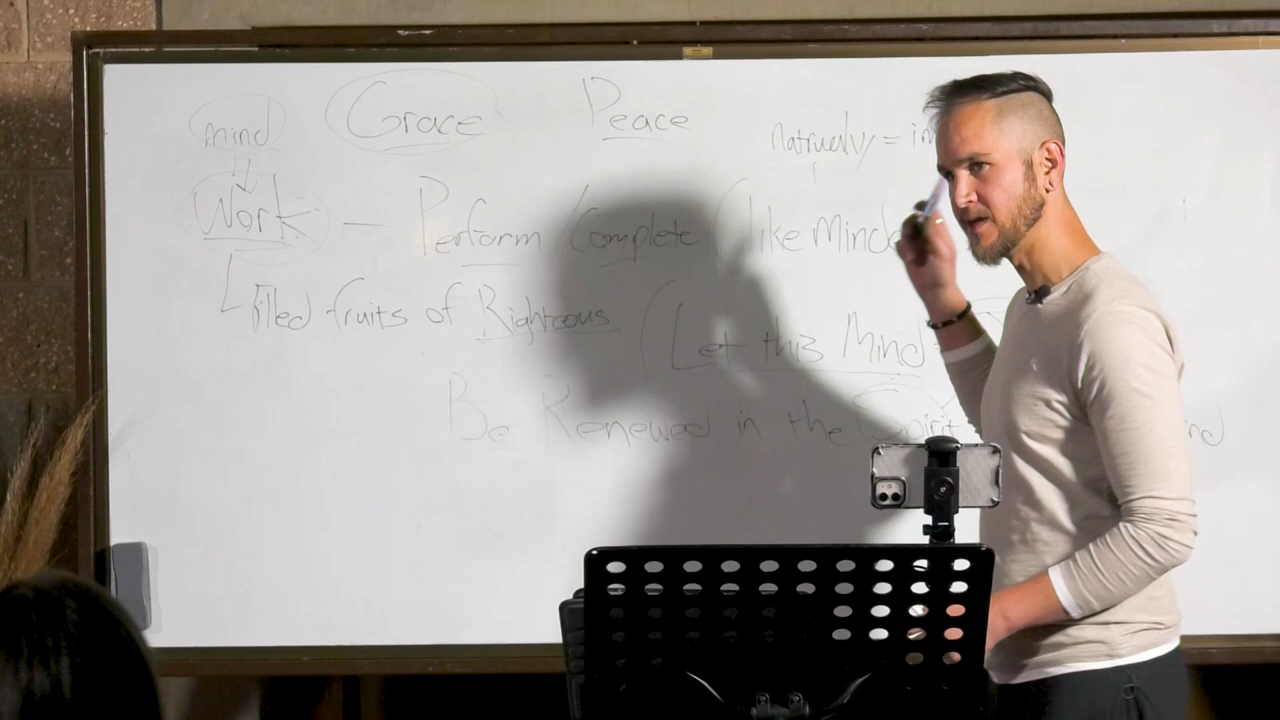 mind Grace Peace
natruely = in
Work – Perform / Complete (like Minde
filled fruits of Righteous
(Let this Mind
Be Renewed in the Spirit nd